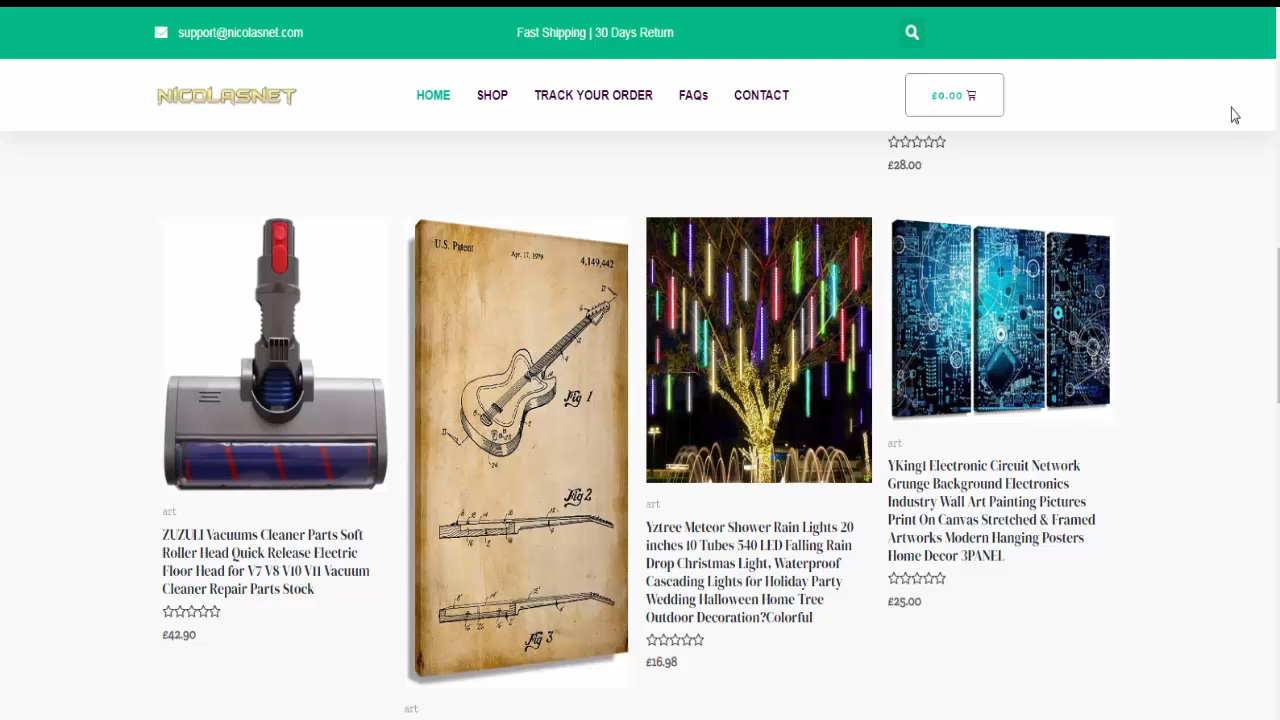 support@nicolasnet.com
Fast Shipping | 30 Days Return
NICOLASNET
HOME
SHOP
TRACK YOUR ORDER
FAQs
CONTACT
£0.00
£28.00
art
ZUZULI Vacuums Cleaner Parts Soft
Roller Head Quick Release Electric
Floor Head for V7 V8 V10 V11 Vacuum
Cleaner Repair Parts Stock
£42.90
U.S. Patent
Apr. 17, 1979
4,149,442
Fig 1
Fig 2
Fig 3
art
art
Yztree Meteor Shower Rain Lights 20
inches 10 Tubes 540 LED Falling Rain
Drop Christmas Light, Waterproof
Cascading Lights for Holiday Party
Wedding Halloween Home Tree
Outdoor Decoration?Colorful
£16.98
art
YKing1 Electronic Circuit Network
Grunge Background Electronics
Industry Wall Art Painting Pictures
Print On Canvas Stretched & Framed
Artworks Modern Hanging Posters
Home Decor 3PANEL
£25.00